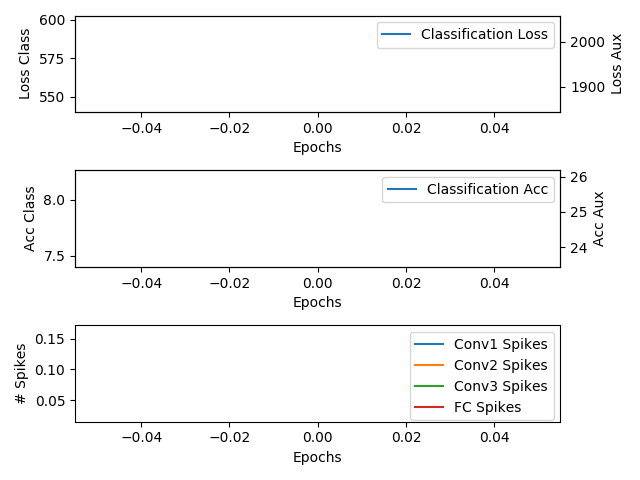 600
575
550
Loss Class
Classification Loss
2000
1900
Loss Aux
−0.04 −0.02 0.00 0.02 0.04
Epochs
8.0
7.5
Acc Class
Classification Acc
26
25
24
Acc Aux
−0.04 −0.02 0.00 0.02 0.04
Epochs
0.15
0.10
0.05
# Spikes
Conv1 Spikes
Conv2 Spikes
Conv3 Spikes
FC Spikes
−0.04 −0.02 0.00 0.02 0.04
Epochs